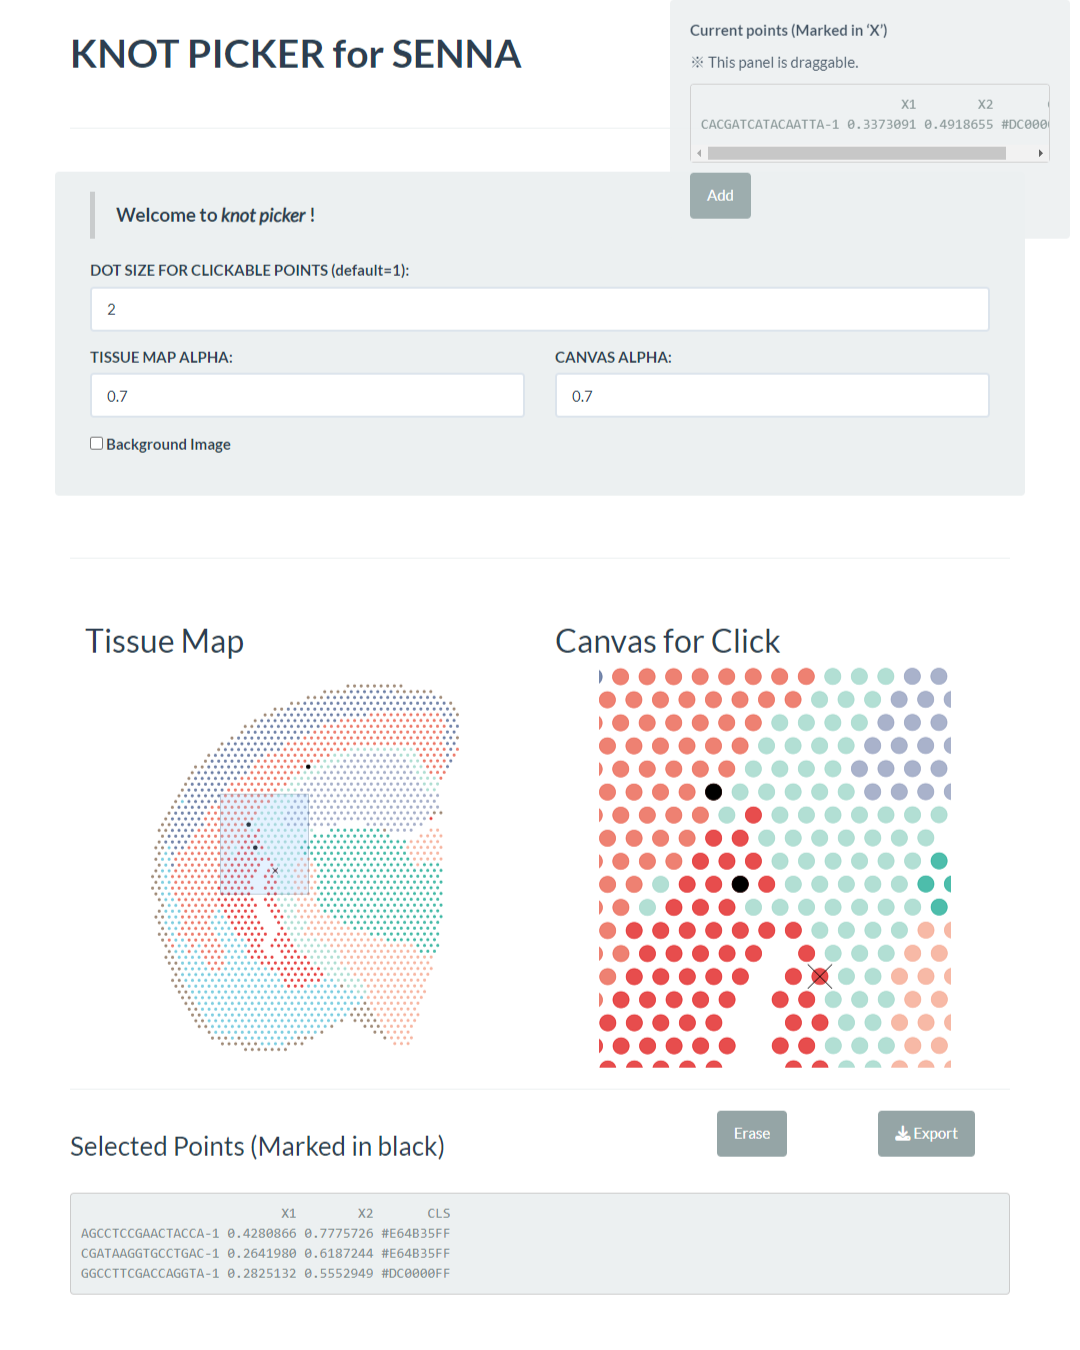 KNOT PICKER for SENNA
Current points (Marked in ‘X’)
※ This panel is draggable.
X1 X2
CACGATCATACAATTA-1 0.3373091 0.4918655 #DC000
Add
Welcome to knot picker !
DOT SIZE FOR CLICKABLE POINTS (default=1):
2
TISSUE MAP ALPHA:
CANVAS ALPHA:
0.7
0.7
Background Image
Tissue Map
Canvas for Click
Selected Points (Marked in black)
Erase
Export
X1 X2 CLS
AGCCTCCGAACTACCA-1 0.4280866 0.7775726 #E64B35FF
CGATAAGGTGCCTGAC-1 0.2641980 0.6187244 #E64B35FF
GGCCTTCGACCAGGTA-1 0.2825132 0.5552949 #DC0000FF